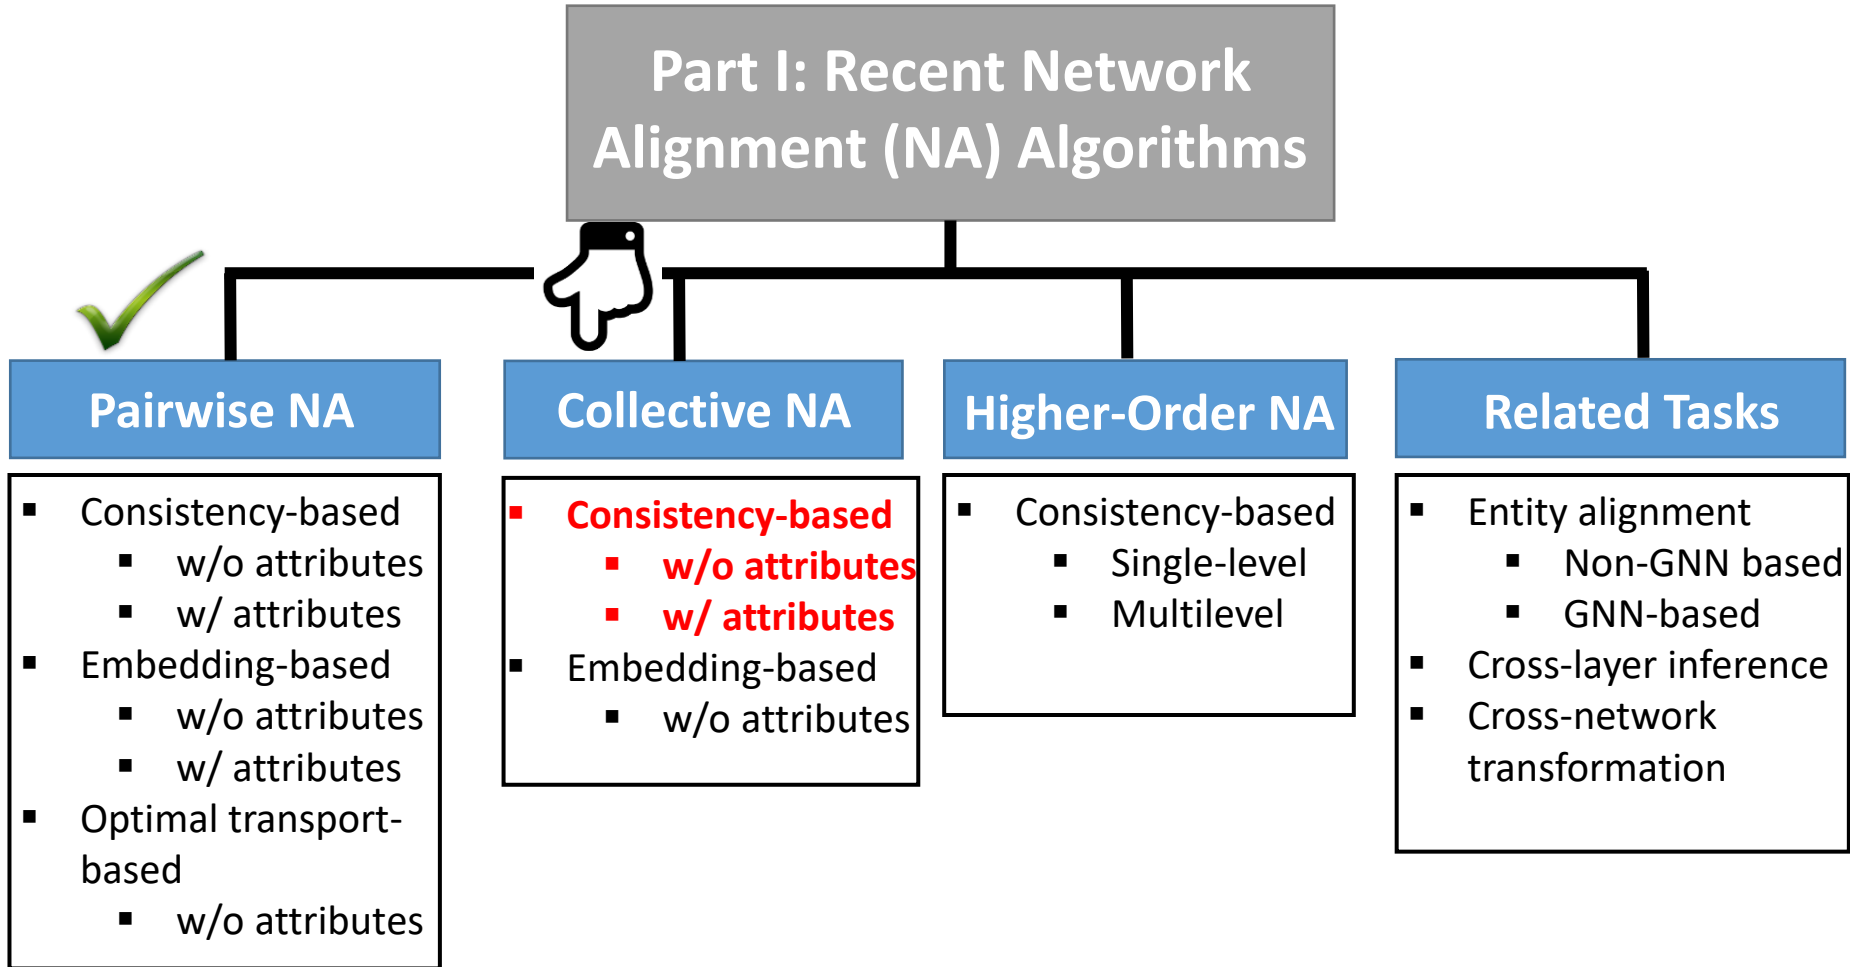 Part I: Recent Network
Alignment (NA) Algorithms
Pairwise NA
Consistency-based
w/o attributes
w/ attributes
Embedding-based
w/o attributes
w/ attributes
Optimal transport-
based
w/o attributes
Collective NA
Consistency-based
w/o attributes
w/ attributes
Embedding-based
w/o attributes
Higher-Order NA
Consistency-based
Single-level
Multilevel
Related Tasks
Entity alignment
Non-GNN based
GNN-based
Cross-layer inference
Cross-network
transformation